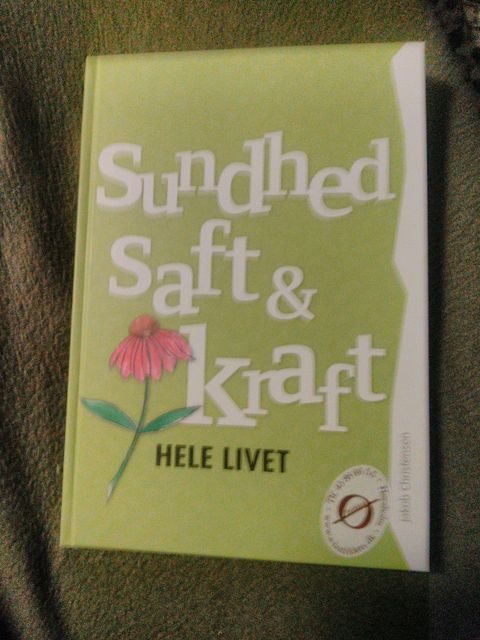 Sundhed
saft &
kraft
HELE LIVET
Jakob Christensen